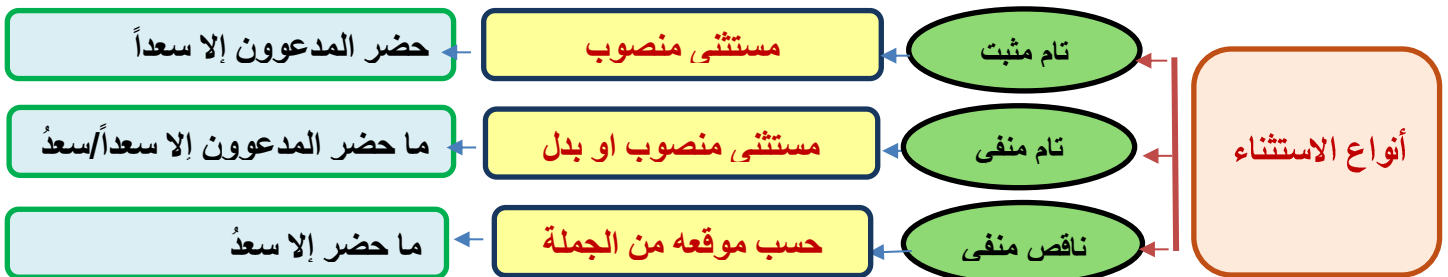 أنواع الاستثناء
تام مثبت
مستثنى منصوب
حضر المدعوون إلا سعداً
تام منفى
مستثنى منصوب او بدل
ما حضر المدعوون إلا سعداً/سعدُ
ناقص منفى
حسب موقعه من الجملة
ما حضر إلا سعدُ